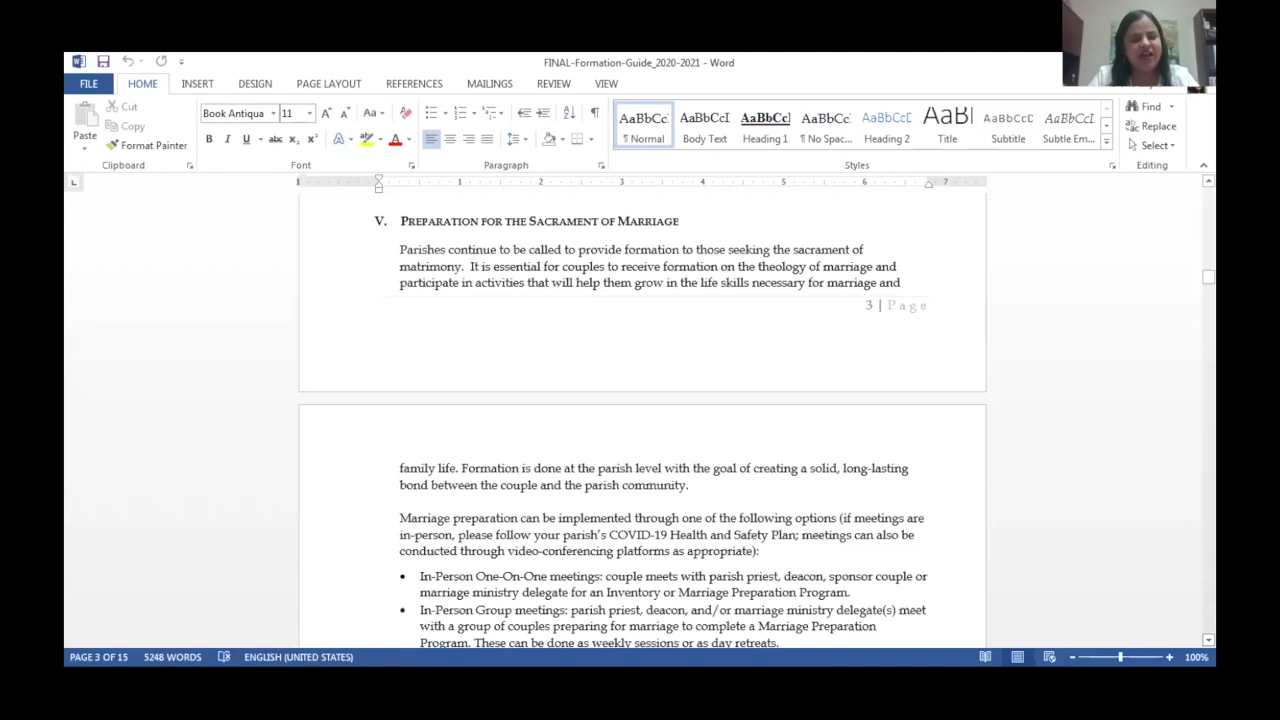 FINAL-Formation-Guide_2020-2021 - Word
FILE HOME INSERT DESIGN PAGE LAYOUT REFERENCES MAILINGS REVIEW VIEW
Paste
Cut
Copy
Format Painter
Clipboard
Book Antiqua 11
Font
Paragraph
AaBbCc AaBbCcI AaBbCc AaBbCc AaBbCcD AaB AaBbCcD AaBbCcD
¶ Normal Body Text Heading 1 ¶ No Spac... Heading 2 Title Subtitle Subtle Em...
Styles
Find
Replace
Select
Editing
1 1 2 3 4 5 6 7
V. PREPARATION FOR THE SACRAMENT OF MARRIAGE
Parishes continue to be called to provide formation to those seeking the sacrament of
matrimony. It is essential for couples to receive formation on the theology of marriage and
participate in activities that will help them grow in the life skills necessary for marriage and
3 | Page
family life. Formation is done at the parish level with the goal of creating a solid, long-lasting
bond between the couple and the parish community.
Marriage preparation can be implemented through one of the following options (if meetings are
in-person, please follow your parish's COVID-19 Health and Safety Plan; meetings can also be
conducted through video-conferencing platforms as appropriate):
• In-Person One-On-One meetings: couple meets with parish priest, deacon, sponsor couple or
marriage ministry delegate for an Inventory or Marriage Preparation Program.
• In-Person Group meetings: parish priest, deacon, and/or marriage ministry delegate(s) meet
with a group of couples preparing for marriage to complete a Marriage Preparation
Program. These can be done as weekly sessions or as day retreats.
PAGE 3 OF 15 5248 WORDS ENGLISH (UNITED STATES) 100%